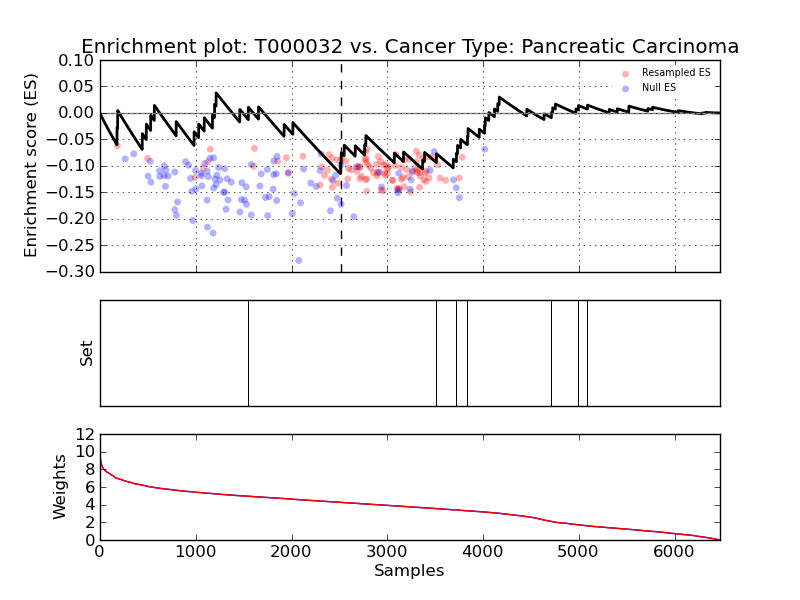 Enrichment plot: T000032 vs. Cancer Type: Pancreatic Carcinoma
Enrichment score (ES)
0.10
0.05
0.00
−0.05
−0.10
−0.15
−0.20
−0.25
−0.30
Resampled ES
Null ES
Set
Weights
12
10
8
6
4
2
0
0 1000 2000 3000 4000 5000 6000
Samples